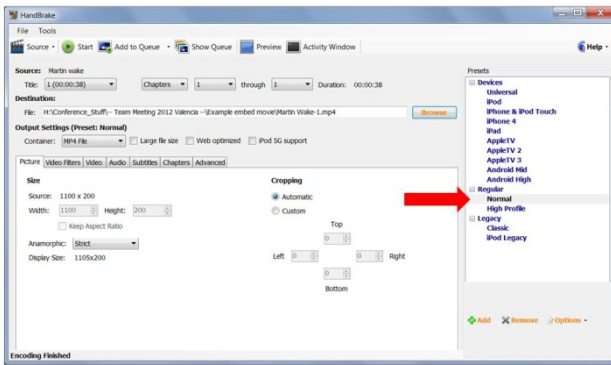 HandBrake
File Tools
Source Start Add to Queue Show Queue Preview Activity Window Help
Source: Martin wake
Title: 1 (00:00:38) Chapters 1 through 1 Duration: 00:00:38
Destination:
File: H:\Conference_Stuff\-- Team Meeting 2012 Valencia --\Example embed movie\Martin Wake-1.mp4 Browse
Output Settings (Preset: Normal)
Container: MP4 File Large file size Web optimized iPod 5G support
Picture Video Filters Video Audio Subtitles Chapters Advanced
Size
Source: 1100 x 200
Width: 1100 Height: 200
Keep Aspect Ratio
Anamorphic: Strict
Display Size: 1105x200
Cropping
Automatic
Custom
Top
0
Left 0 0 Right
0
Bottom
Presets
Devices
Universal
iPod
iPhone & iPod Touch
iPhone 4
iPad
AppleTV
AppleTV 2
AppleTV 3
Android Mid
Android High
Regular
Normal
High Profile
Legacy
Classic
iPod Legacy
Add Remove Options
Encoding Finished